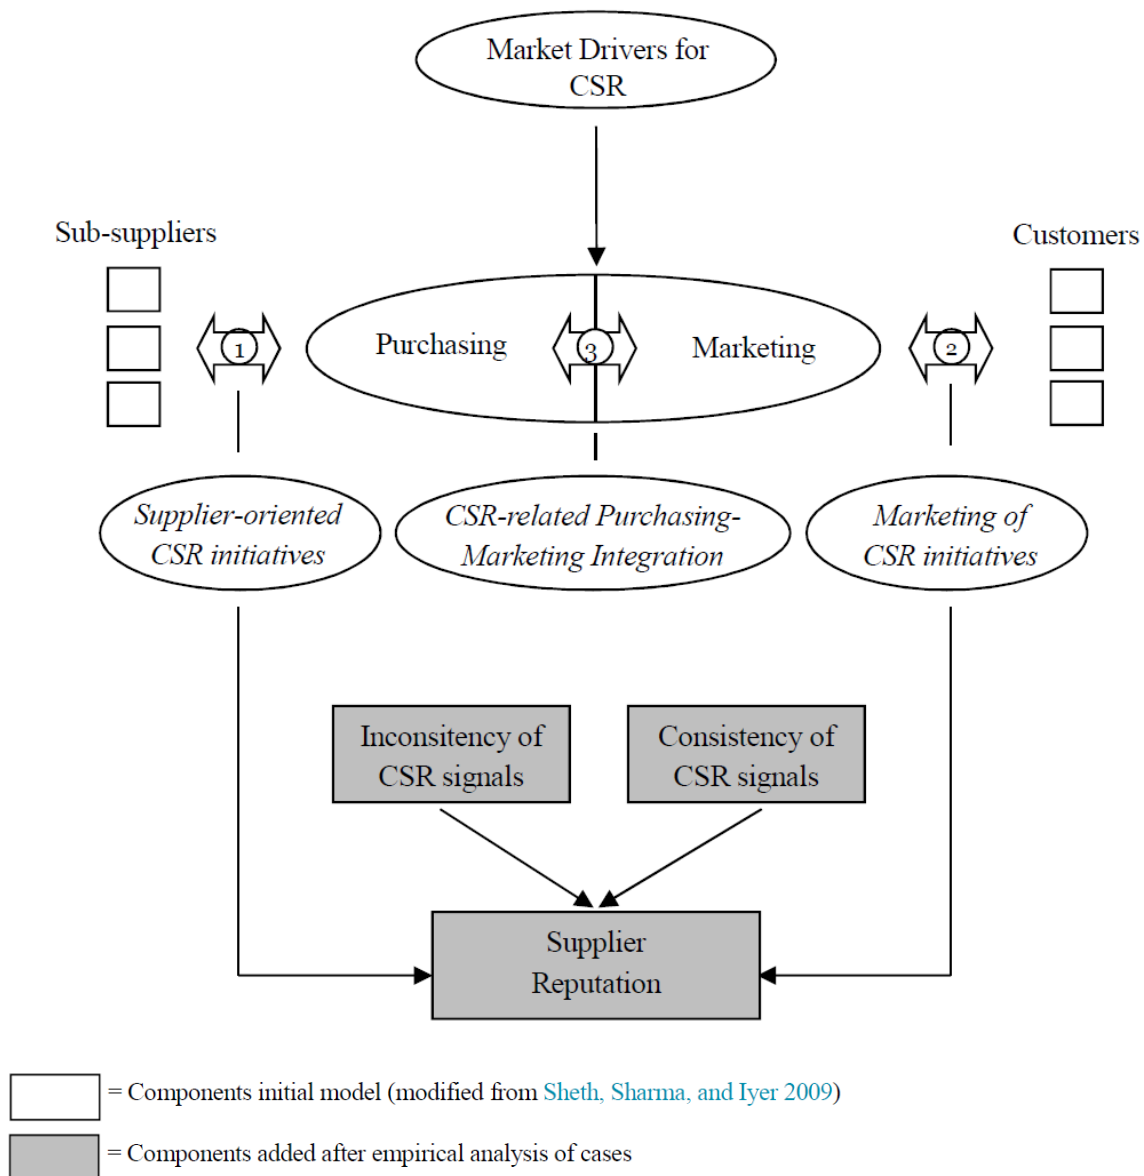 Market Drivers for
CSR
Sub-suppliers
Customers
1
Purchasing
3
Marketing
2
Supplier-oriented
CSR initiatives
CSR-related Purchasing-
Marketing Integration
Marketing of
CSR initiatives
Inconsitency of
CSR signals
Consistency of
CSR signals
Supplier
Reputation
= Components initial model (modified from Sheth, Sharma, and Iyer 2009)
= Components added after empirical analysis of cases